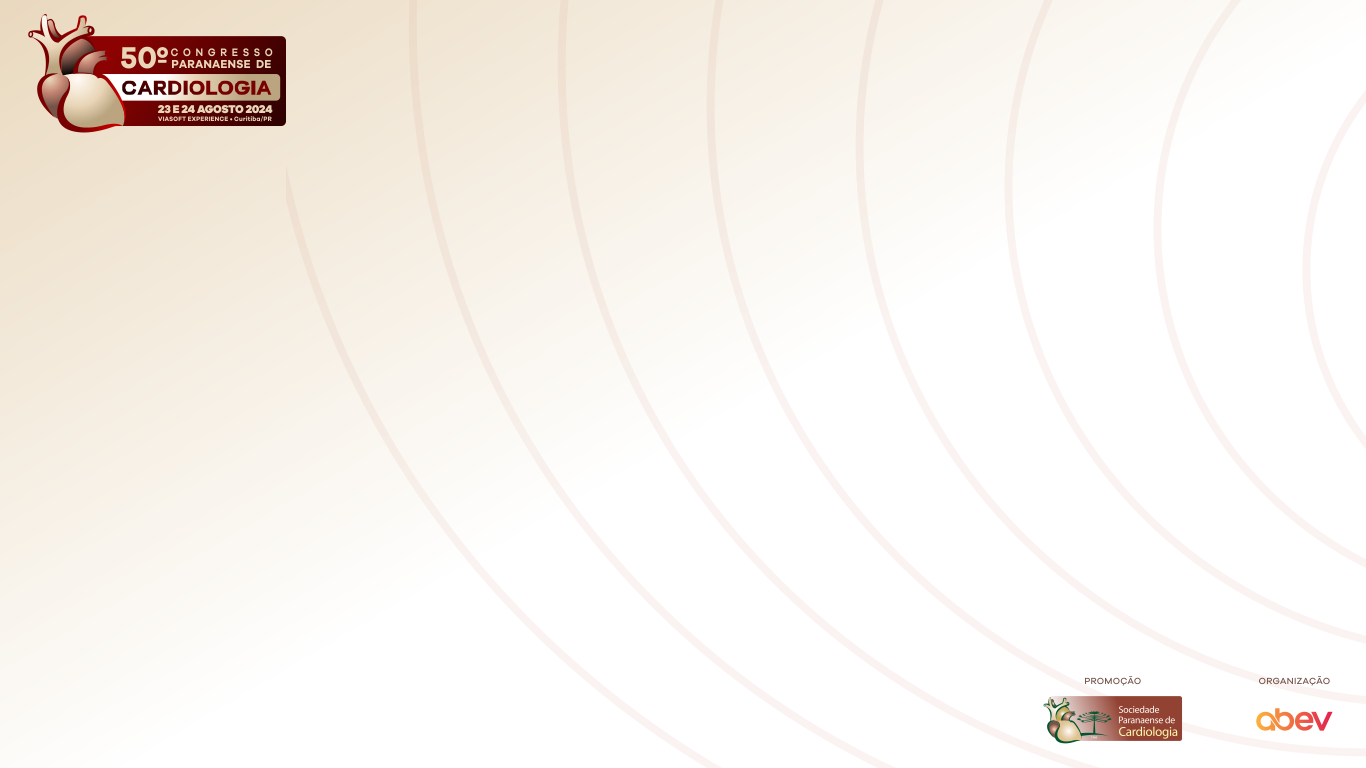 50º CONGRESSO
PARANAENSE DE
CARDIOLOGIA
23 E 24 AGOSTO 2024
VIASOFT EXPERIENCE • Curitiba/PR
PROMOÇÃO
ORGANIZAÇÃO
Sociedade
Paranaense de
Cardiologia
abev